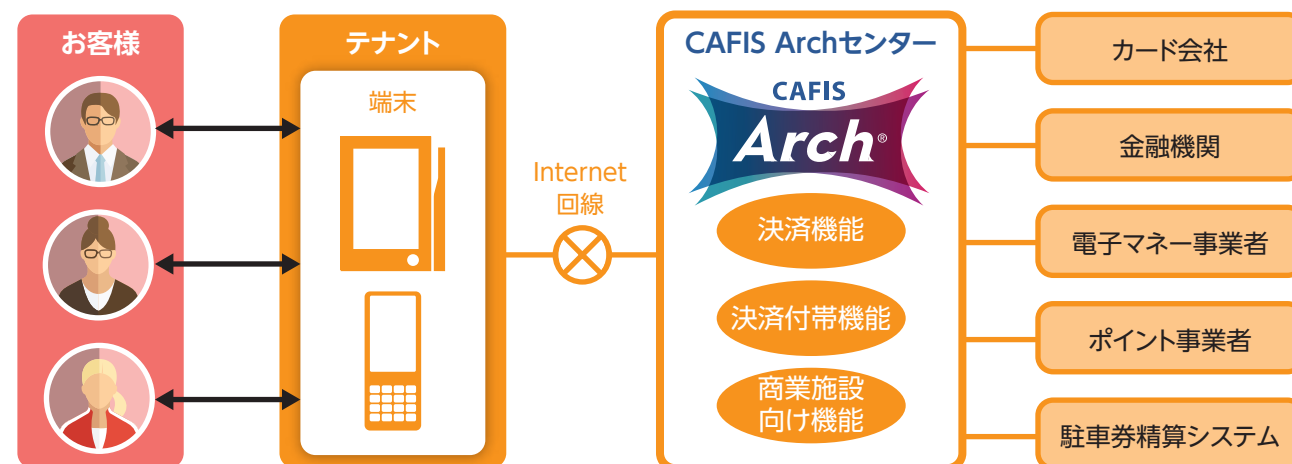 お客様
テナント
端末
Internet
回線
CAFIS Archセンター
CAFIS
Arch®
決済機能
決済付帯機能
商業施設
向け機能
カード会社
金融機関
電子マネー事業者
ポイント事業者
駐車券精算システム